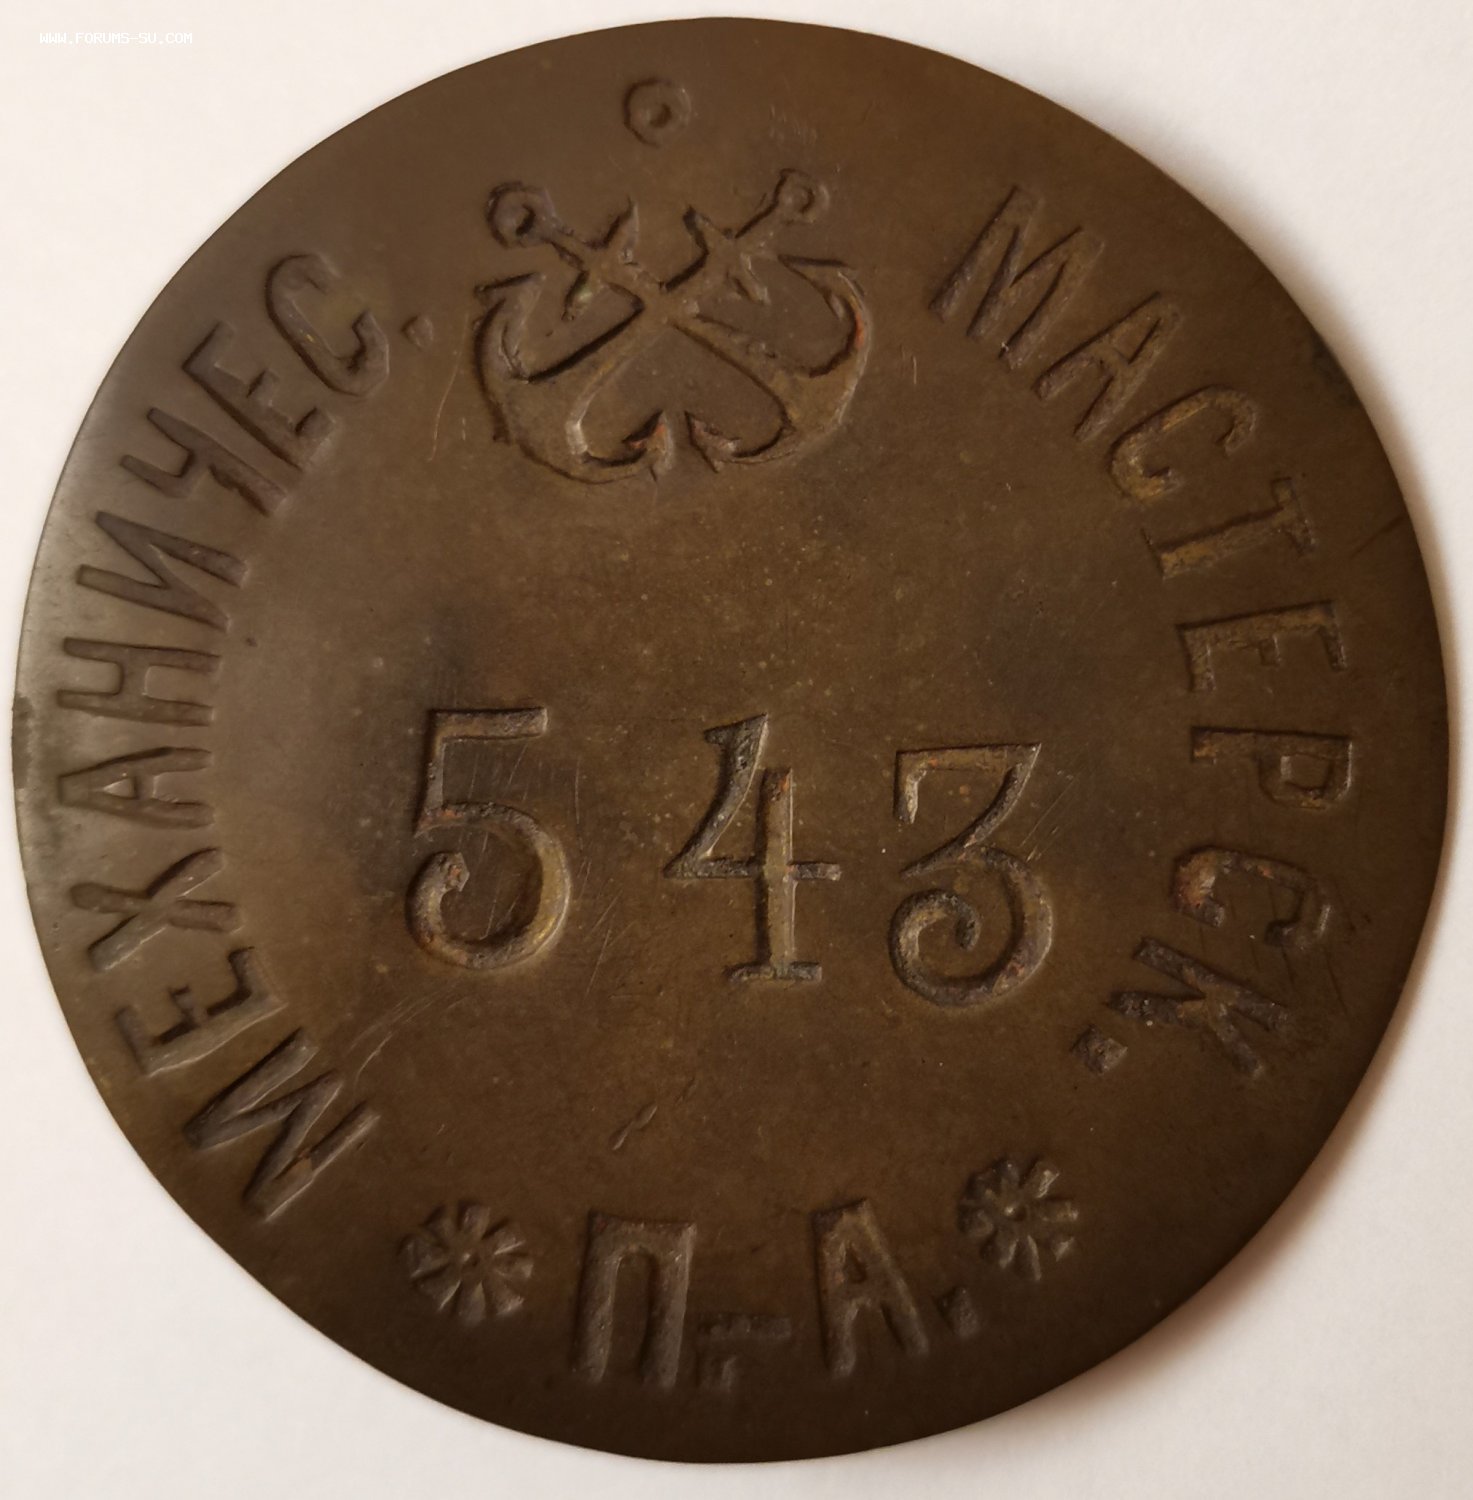 WWW.FORUMS-SU.COM
МЕХАНИЧЕС. МАСТЕРСК.
543
П-А.